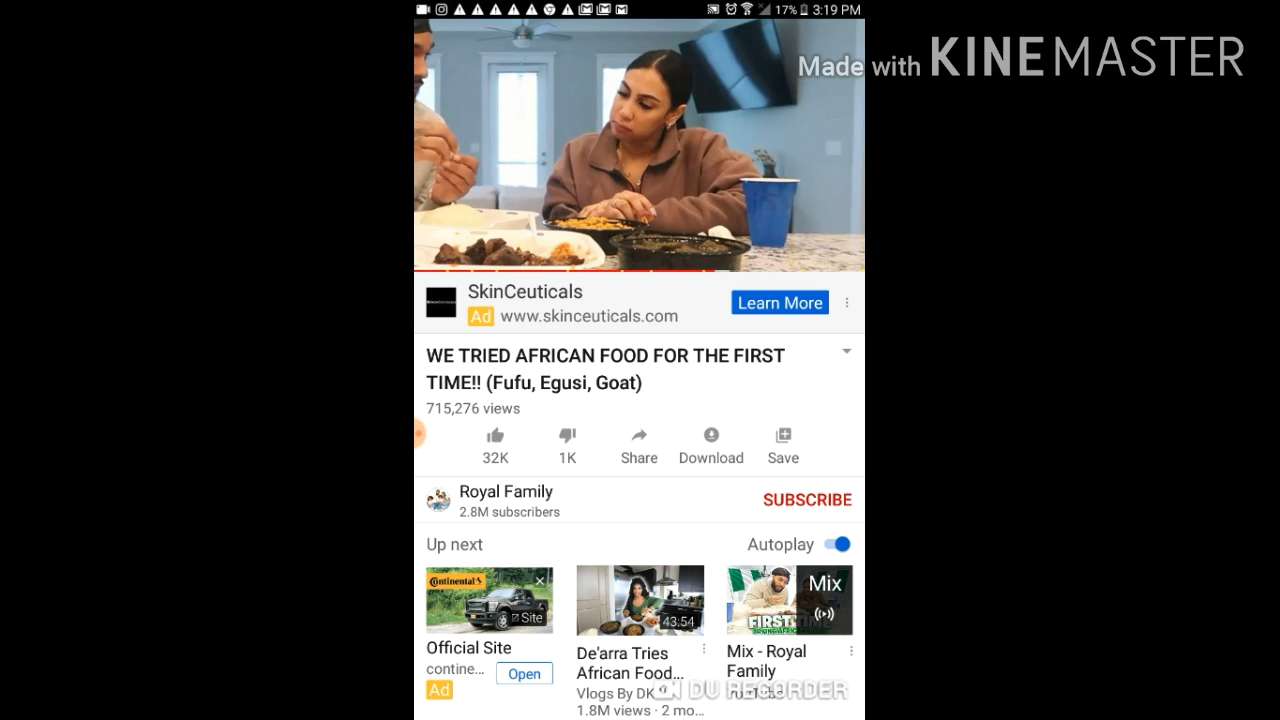 17% 3:19 PM
Made with KINEMASTER
SkinCeuticals
Learn More
Ad www.skinceuticals.com
WE TRIED AFRICAN FOOD FOR THE FIRST
TIME!! (Fufu, Egusi, Goat)
715,276 views
32K 1K Share Download Save
Royal Family
SUBSCRIBE
2.8M subscribers
Up next Autoplay
Continental
Site
43:54
Mix
FIRST TIME
Official Site
contine...
Open
Ad
De'arra Tries
African Food...
Vlogs By DK
1.8M views · 2 mo...
Mix - Royal
Family
DU RECORDER